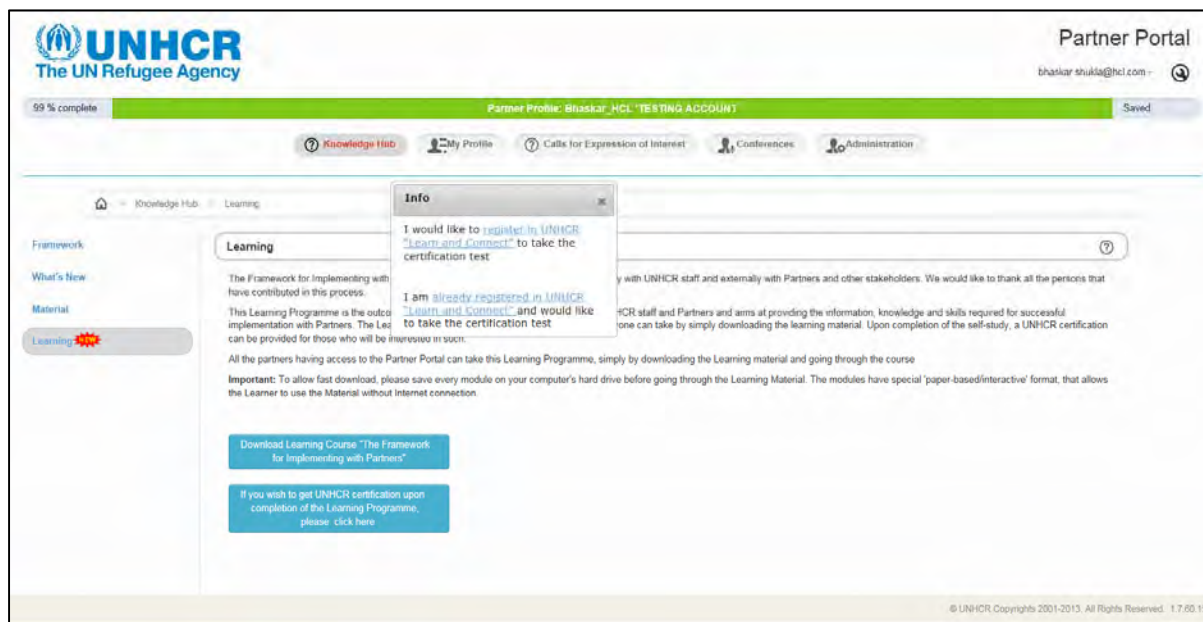 UNHCR
The UN Refugee Agency
Partner Portal
bhaskar.shukla@hcl.com -
99 % complete
Partner Profile: Bhaskar_HCL 'TESTING ACCOUNT
Saved
Knowledge Hub
My Profile
Calls for Expression of Interest
Conferences
Administration
Knowledge Hub
Learning
Info
I would like to register in UNHCR
"Learn and Connect" to take the
certification test
I am already registered in UNHCR
"Learn and Connect" and would like
to take the certification test
Framework
What's New
Material
Learning NEW
Learning
The Framework for Implementing with y with UNHCR staff and externally with Partners and other stakeholders. We would like to thank all the persons that
have contributed in this process.
This Learning Programme is the outco HCR staff and Partners and aims at providing the information, knowledge and skills required for successful
implementation with Partners. The Lea one can take by simply downloading the learning material. Upon completion of the self-study, a UNHCR certification
can be provided for those who will be interested in such.
All the partners having access to the Partner Portal can take this Learning Programme, simply by downloading the Learning material and going through the course
Important: To allow fast download, please save every module on your computer's hard drive before going through the Learning Material. The modules have special 'paper-based/interactive' format, that allows
the Learner to use the Material without Internet connection.
Download Learning Course "The Framework
for Implementing with Partners"
If you wish to get UNHCR certification upon
completion of the Learning Programme,
please click here
© UNHCR Copyrights 2001-2013. All Rights Reserved. 1.7.60.1